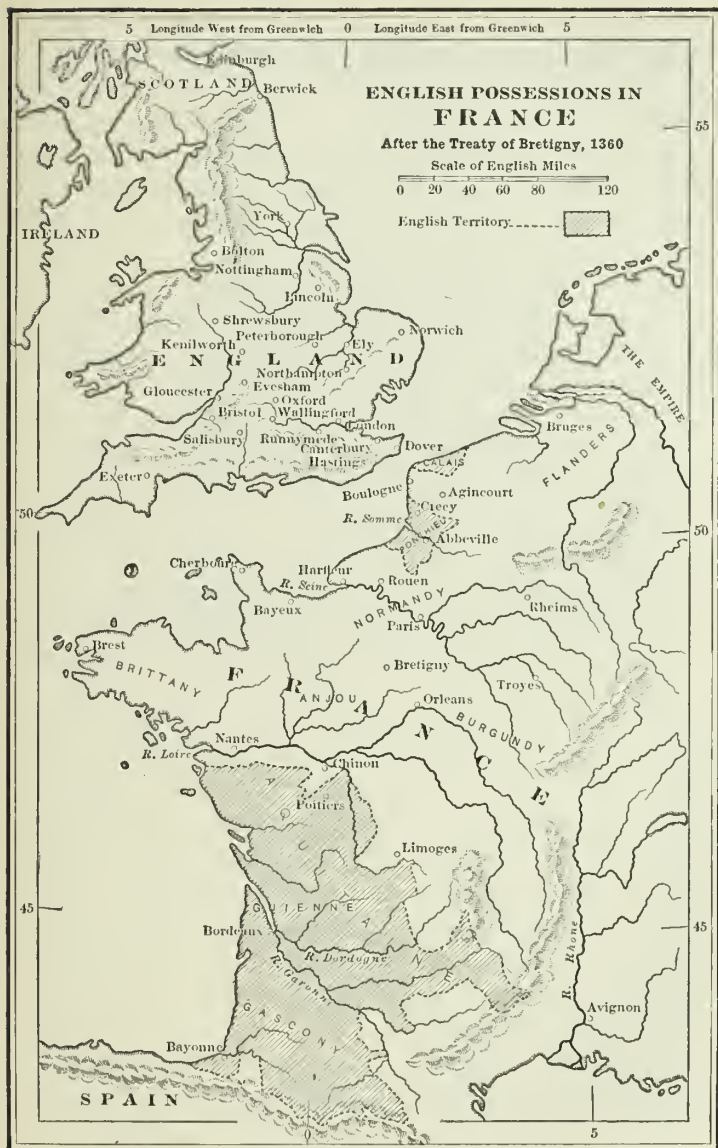 5 Longitude West from Greenwich 0 Longitude East from Greenwich 5
Edinburgh
SCOTLAND
Berwick
ENGLISH POSSESSIONS IN
FRANCE
After the Treaty of Bretigny, 1360
Scale of English Miles
0 20 40 60 80 120
English Territory
55
55
York
IRELAND
Bolton
Nottingham
Lincoln
Shrewsbury
Peterborough
Norwich
Kenilworth
Ely
ENGLAND
Northampton
Evesham
Gloucester
Oxford
Bristol
Wallingford
London
Salisbury
Runnymede
Canterbury
Dover
Hastings
Exeter
THE EMPIRE
Bruges
FLANDERS
CALAIS
Boulogne
Agincourt
Crecy
50
50
R. Somme
PONTHIEU
Abbeville
Cherbourg
Harfleur
R. Seine
Rouen
Bayeux
NORMANDY
Rheims
Paris
Brest
BRITTANY
Bretigny
FRANCE
Troyes
ANJOU
Orleans
BURGUNDY
Nantes
R. Loire
Chinon
Poitiers
AQUITANE
Limoges
45
45
GUIENNE
Bordeaux
R. Dordogne
R. Garonne
R. Rhone
GASCONY
Avignon
Bayonne
SPAIN
0
5